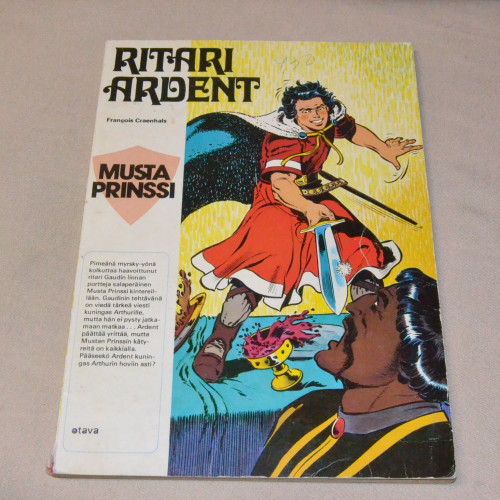 RITARI
ARDENT
François Craenhals
MUSTA
PRINSSI
Pimeänä myrsky-yönä
kolkuttaa haavoittunut
ritari Gaudin linnan
portteja salaperäinen
Musta Prinssi kintereil-
lään. Gaudinin tehtävänä
on viedä tärkeä viesti
kuningas Arthurille,
mutta hän ei pysty jatka-
maan matkaa . . . Ardent
päättää yrittää, mutta
Mustan Prinssin käty-
reitä on kaikkialla.
Pääseekö Ardent kunin-
gas Arthurin hoviin asti?
otava